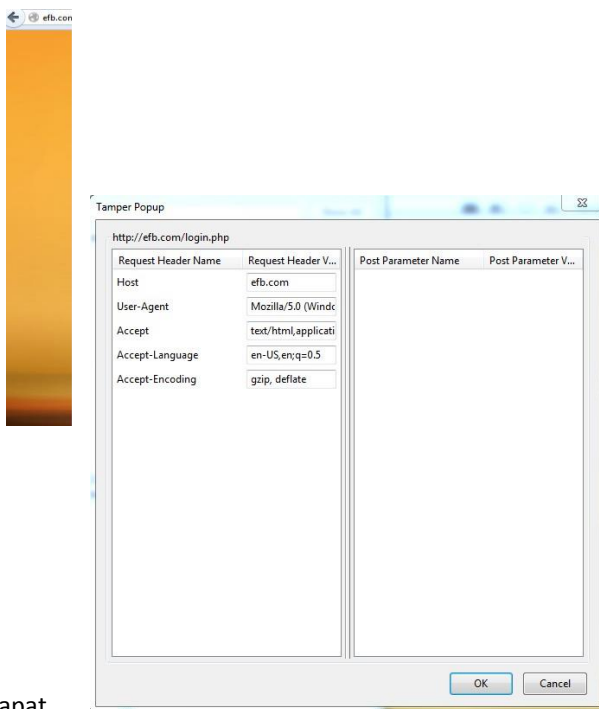 efb.com
Tamper Popup
http://efb.com/login.php
Request Header Name Request Header V... Post Parameter Name Post Parameter V...
Host efb.com
User-Agent Mozilla/5.0 (Windo
Accept text/html,applicati
Accept-Language en-US,en;q=0.5
Accept-Encoding gzip, deflate
OK Cancel
apat